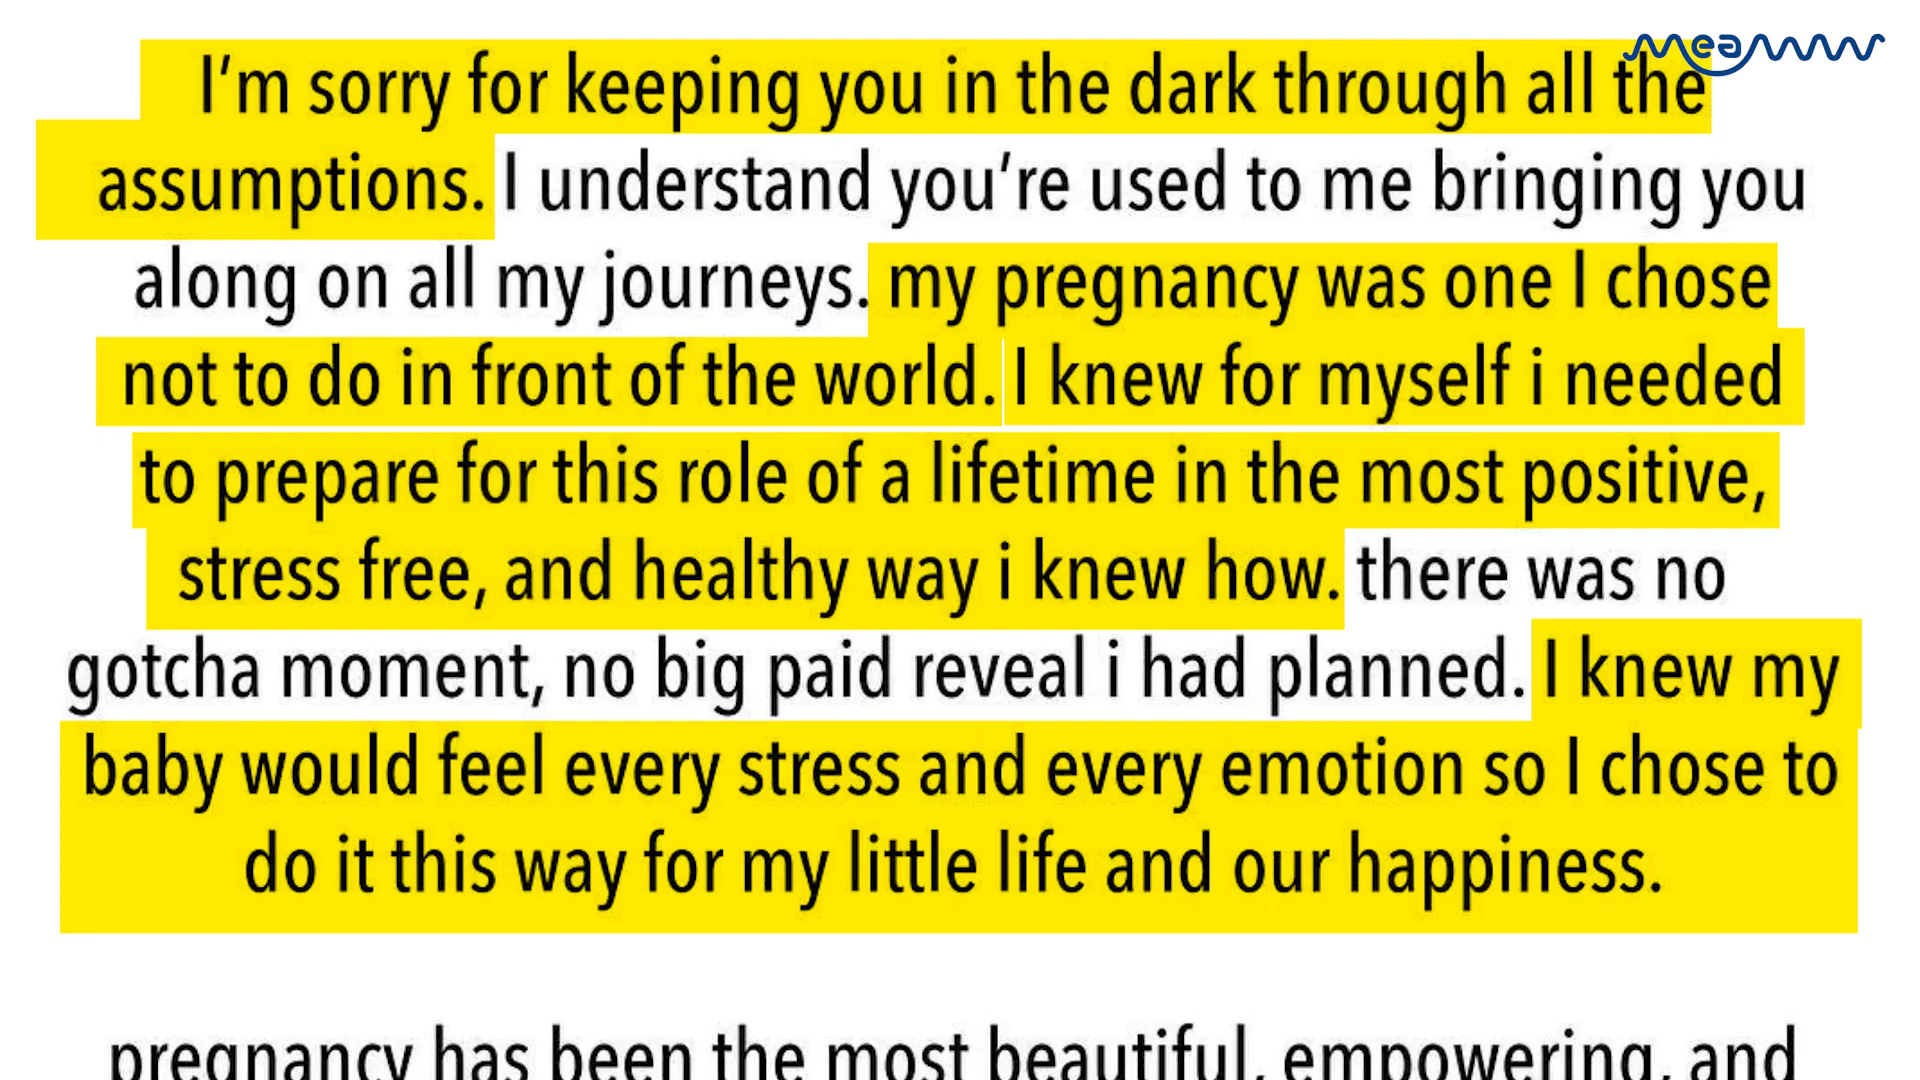 meaww
I'm sorry for keeping you in the dark through all the
assumptions. I understand you're used to me bringing you
along on all my journeys. my pregnancy was one I chose
not to do in front of the world. I knew for myself i needed
to prepare for this role of a lifetime in the most positive,
stress free, and healthy way i knew how. there was no
gotcha moment, no big paid reveal i had planned. I knew my
baby would feel every stress and every emotion so I chose to
do it this way for my little life and our happiness.
pregnancy has been the most beautiful, empowering, and